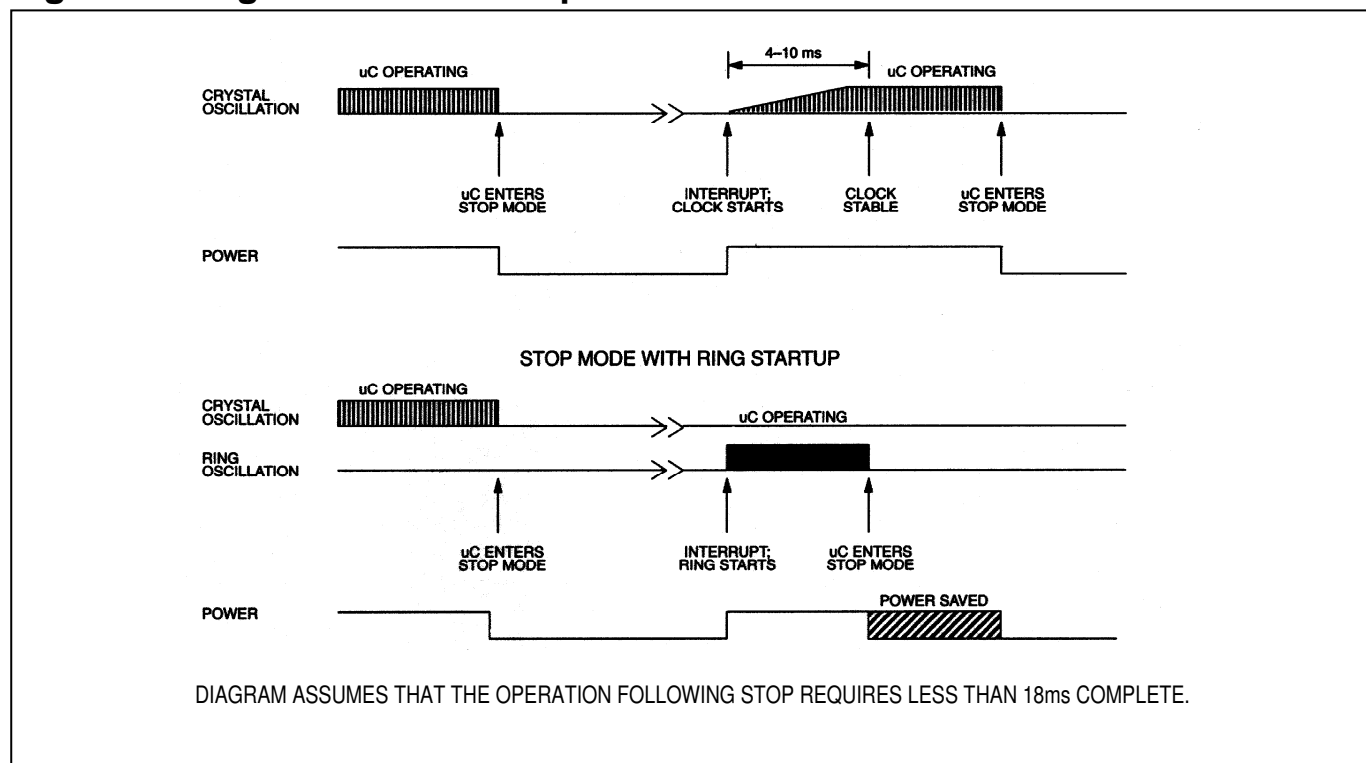 4–10 ms
uC OPERATING
uC OPERATING
CRYSTAL
OSCILLATION
uC ENTERS
STOP MODE
INTERRUPT;
CLOCK STARTS
CLOCK
STABLE
uC ENTERS
STOP MODE
POWER
STOP MODE WITH RING STARTUP
uC OPERATING
CRYSTAL
OSCILLATION
uC OPERATING
RING
OSCILLATION
uC ENTERS
STOP MODE
INTERRUPT;
RING STARTS
uC ENTERS
STOP MODE
POWER SAVED
POWER
DIAGRAM ASSUMES THAT THE OPERATION FOLLOWING STOP REQUIRES LESS THAN 18ms COMPLETE.